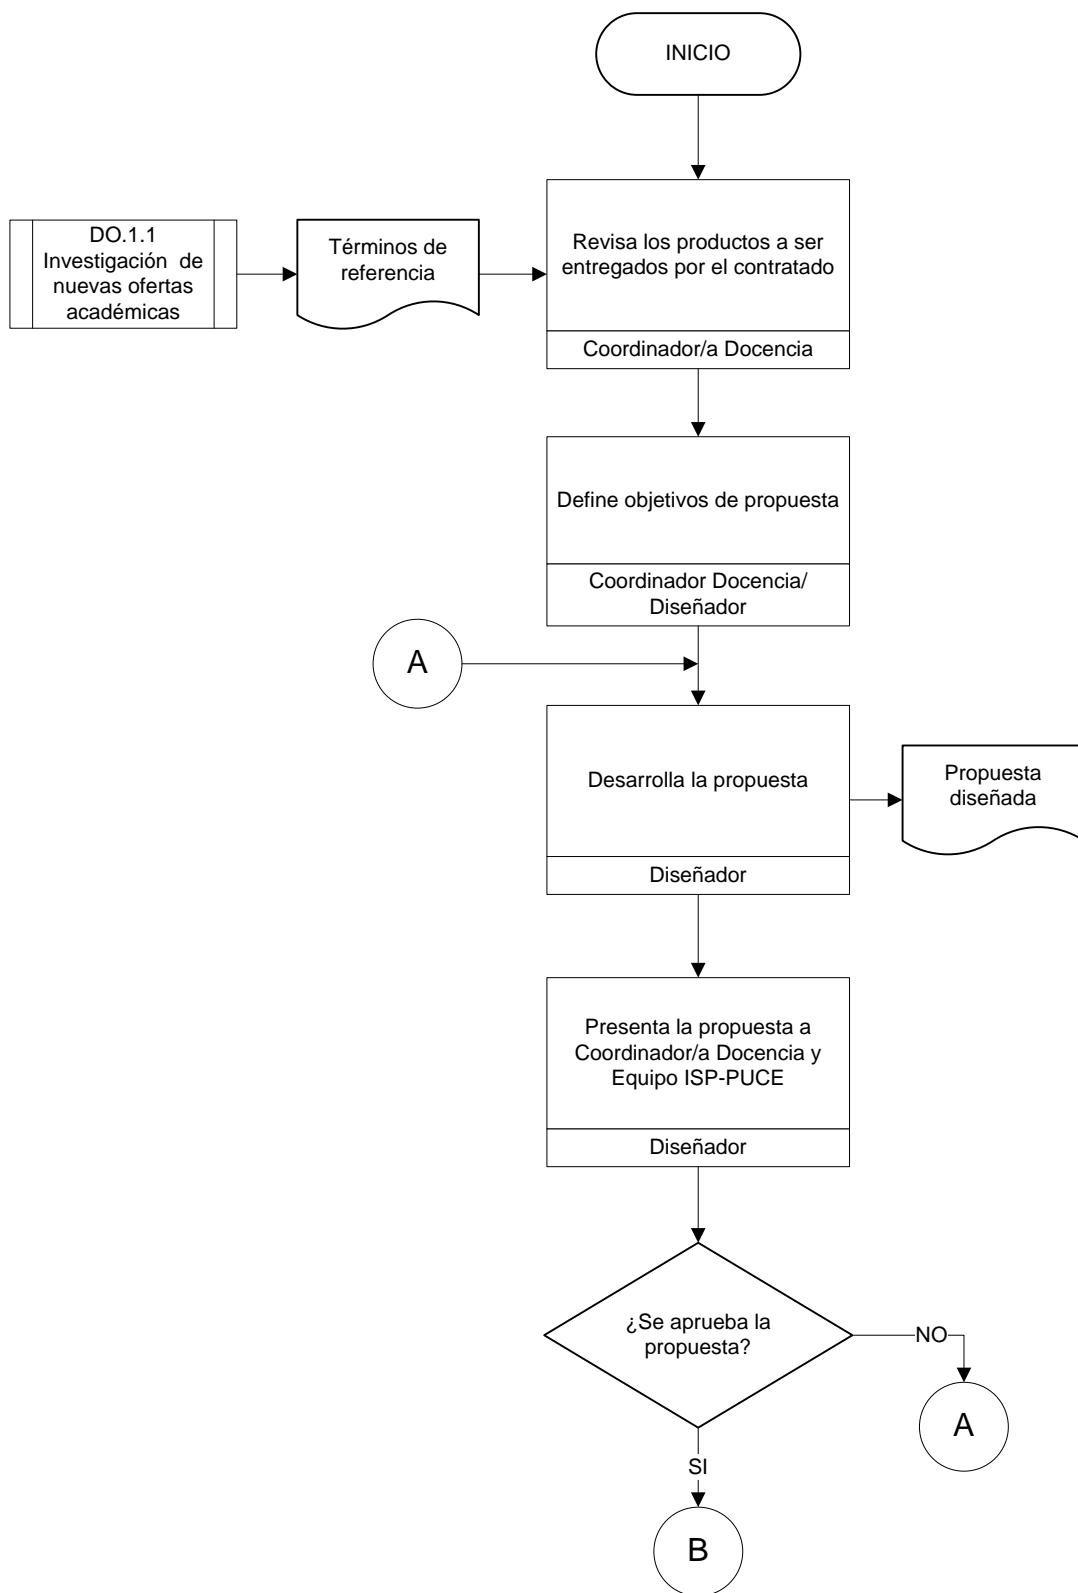 INICIO
DO.1.1
Investigación de
nuevas ofertas
académicas
Términos de
referencia
Revisa los productos a ser
entregados por el contratado
Coordinador/a Docencia
Define objetivos de propuesta
Coordinador Docencia/
Diseñador
A
Desarrolla la propuesta
Diseñador
Propuesta
diseñada
Presenta la propuesta a
Coordinador/a Docencia y
Equipo ISP-PUCE
Diseñador
¿Se aprueba la
propuesta?
NO
A
SI
B